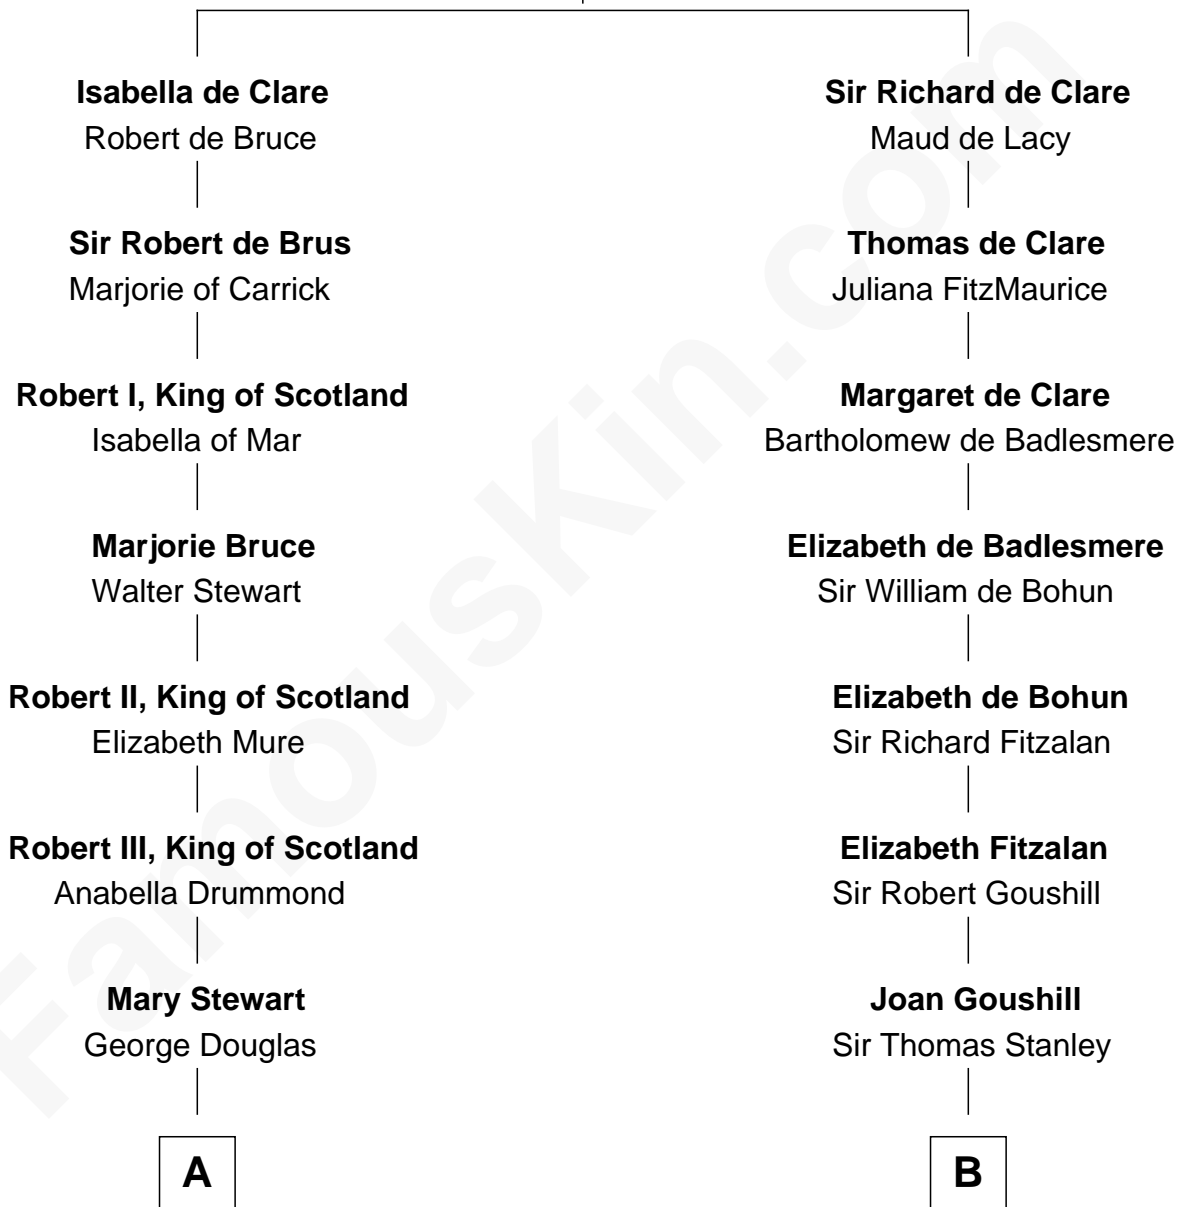 Isabella de Clare
Robert de Bruce
Sir Robert de Brus
Marjorie of Carrick
Robert I, King of Scotland
Isabella of Mar
Marjorie Bruce
Walter Stewart
Robert II, King of Scotland
Elizabeth Mure
Robert III, King of Scotland
Anabella Drummond
Mary Stewart
George Douglas
A
Sir Richard de Clare
Maud de Lacy
Thomas de Clare
Juliana FitzMaurice
Margaret de Clare
Bartholomew de Badlesmere
Elizabeth de Badlesmere
Sir William de Bohun
Elizabeth de Bohun
Sir Richard Fitzalan
Elizabeth Fitzalan
Sir Robert Goushill
Joan Goushill
Sir Thomas Stanley
B
FamousKin.com